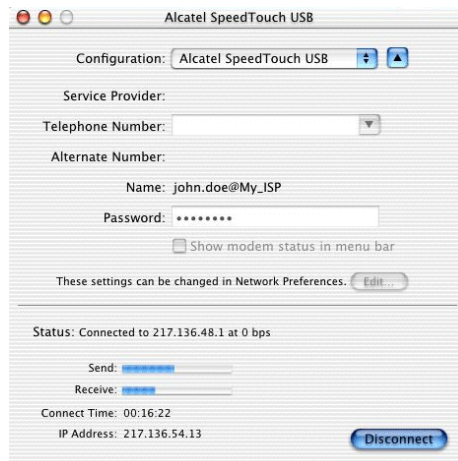 Alcatel SpeedTouch USB
Configuration: Alcatel SpeedTouch USB
Service Provider:
Telephone Number:
Alternate Number:
Name: john.doe@My_ISP
Password: ••••••••
Show modem status in menu bar
These settings can be changed in Network Preferences. Edit...
Status: Connected to 217.136.48.1 at 0 bps
Send:
Receive:
Connect Time: 00:16:22
IP Address: 217.136.54.13
Disconnect